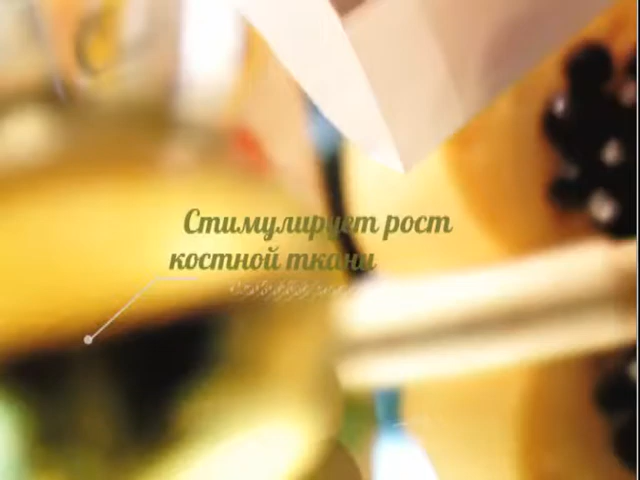 Стимулирует рост
костной ткани